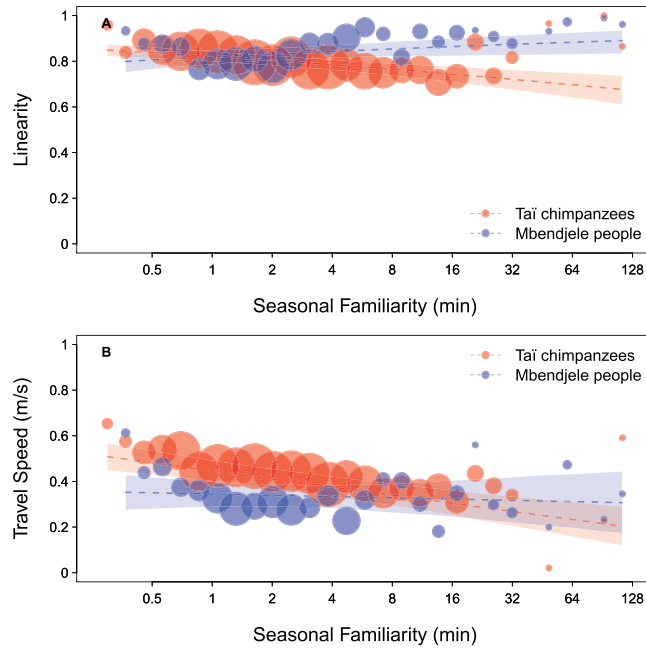 A
1
0.8
0.6
0.4
0.2
0
Linearity
Taï chimpanzees
Mbendjele people
0.5 1 2 4 8 16 32 64 128
Seasonal Familiarity (min)
B
Taï chimpanzees
Mbendjele people
1
0.8
0.6
0.4
0.2
0
Travel Speed (m/s)
0.5 1 2 4 8 16 32 64 128
Seasonal Familiarity (min)